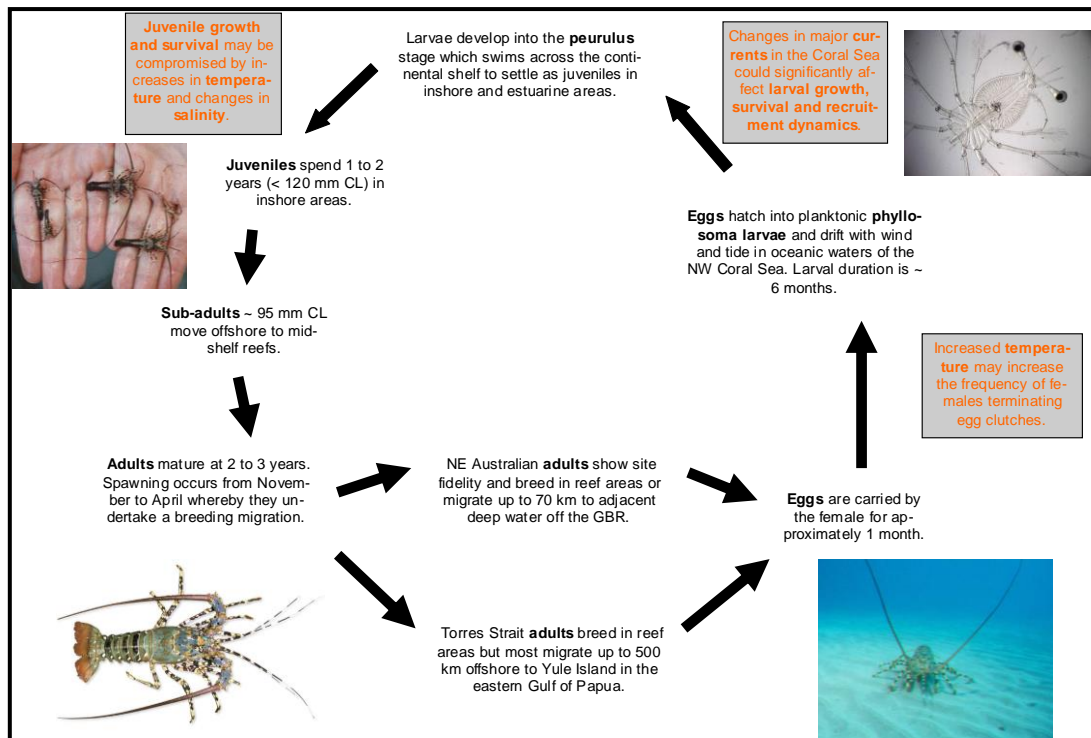 Juvenile growth
and survival may be
compromised by in-
creases in tempera-
ture and changes in
salinity.
Larvae develop into the peurulus
stage which swims across the conti-
nental shelf to settle as juveniles in
inshore and estuarine areas.
Changes in major cur-
rents in the Coral Sea
could significantly af-
fect larval growth,
survival and recruit-
ment dynamics.
Juveniles spend 1 to 2
years (< 120 mm CL) in
inshore areas.
Eggs hatch into planktonic phyllo-
soma larvae and drift with wind
and tide in oceanic waters of the
NW Coral Sea. Larval duration is ~
6 months.
Sub-adults ~ 95 mm CL
move offshore to mid-
shelf reefs.
Increased tempera-
ture may increase
the frequency of fe-
males terminating
egg clutches.
Adults mature at 2 to 3 years.
Spawning occurs from Novem-
ber to April whereby they un-
dertake a breeding migration.
NE Australian adults show site
fidelity and breed in reef areas or
migrate up to 70 km to adjacent
deep water off the GBR.
Eggs are carried by
the female for ap-
proximately 1 month.
Torres Strait adults breed in reef
areas but most migrate up to 500
km offshore to Yule Island in the
eastern Gulf of Papua.